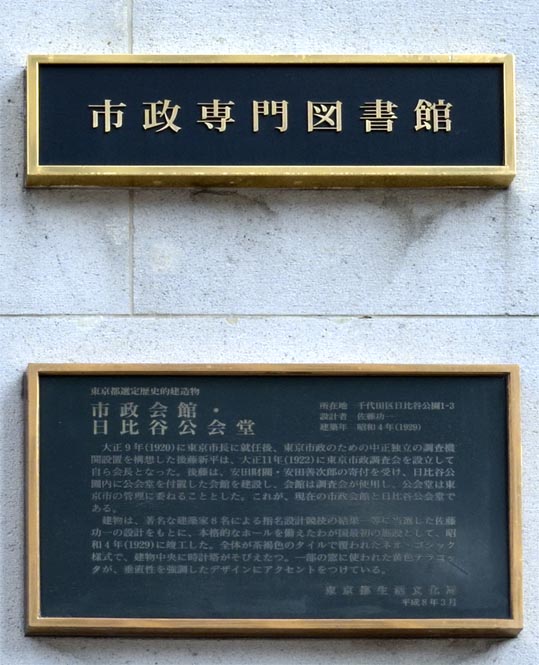 市政専門図書館
東京都選定歴史的建造物
市政会館・
日比谷公会堂
所在地 千代田区日比谷公園1-3
設計者 佐藤功一
建築年 昭和4年(1929)
大正9年(1920)に東京市長に就任後、東京市政のための中正独立の調査機
関設置を構想した後藤新平は、大正11年(1922)に東京市政調査会を設立して
自ら会長となった。後藤は、安田財閥・安田善次郎の寄付を受け、日比谷公
園内に公会堂を付置した会館を建設し、会館は調査会が使用し、公会堂は東
京市の管理に委ねることとした。これが、現在の市政会館と日比谷公会堂で
ある。
建物は、著名な建築家8名による指名設計競技の結果一等に当選した佐藤
功一の設計をもとに、本格的なホールを備えたわが国最初の施設として、昭
和4年(1929)に竣工した。全体が茶褐色のタイルで覆われたネオ・ゴシック
様式で、建物中央に時計塔がそびえたつ。一部の窓に使われた黄色テラコッ
タが、垂直性を強調したデザインにアクセントをつけている。
東京都生活文化局
平成8年3月